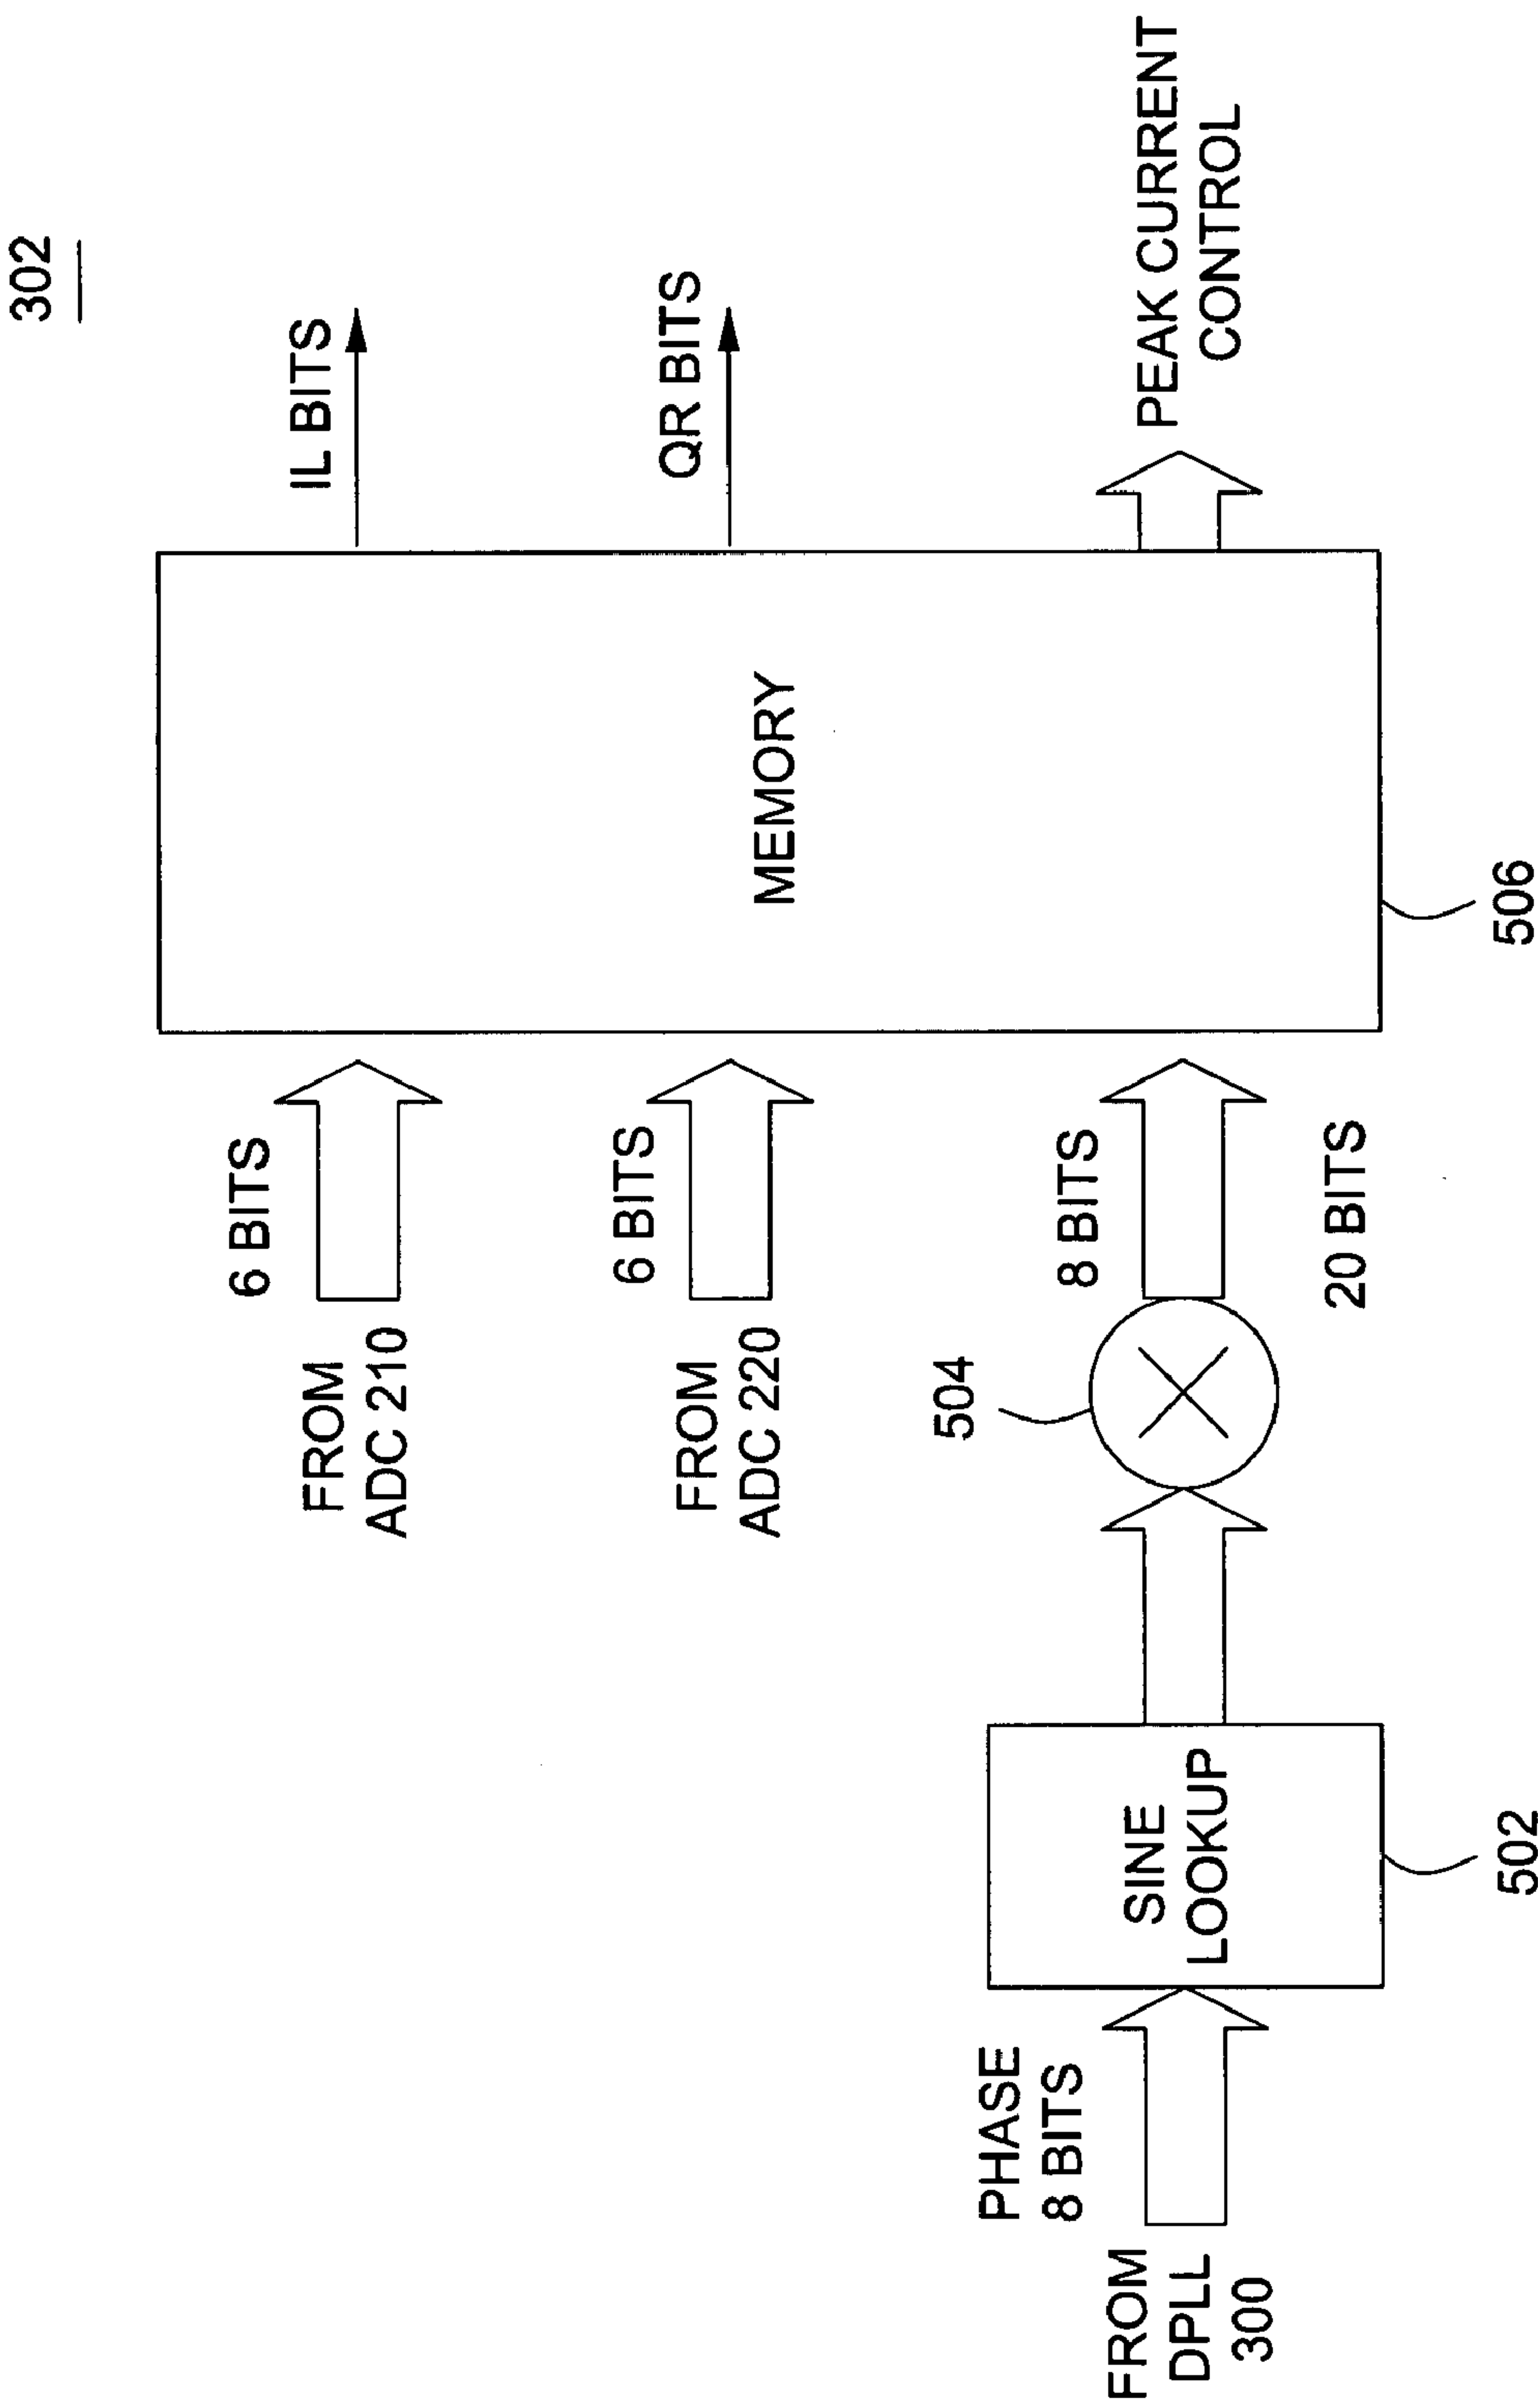 302
IL BITS
QR BITS
PEAK CURRENT
CONTROL
MEMORY
506
6 BITS
FROM
ADC 210
6 BITS
FROM
ADC 220
8 BITS
20 BITS
504
SINE
LOOKUP
502
PHASE
8 BITS
FROM
DPLL
300